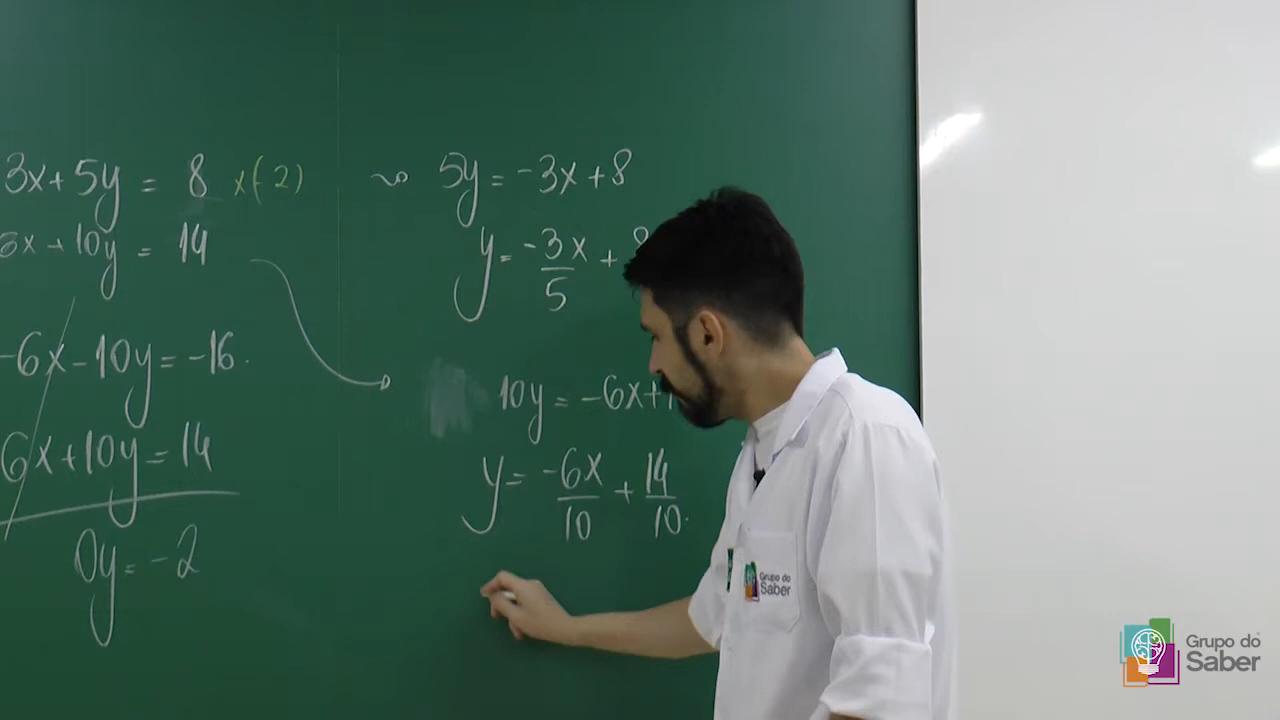 3x+5y = 8 x(-2)
6x+10y = 14
-6x-10y=-16.
6x+10y=14
0y=-2
5y=-3x+8
y=-3x/5+8
10y=-6x+1
y=-6x/10+14/10.
Grupo do
Saber
Grupo do
Saber